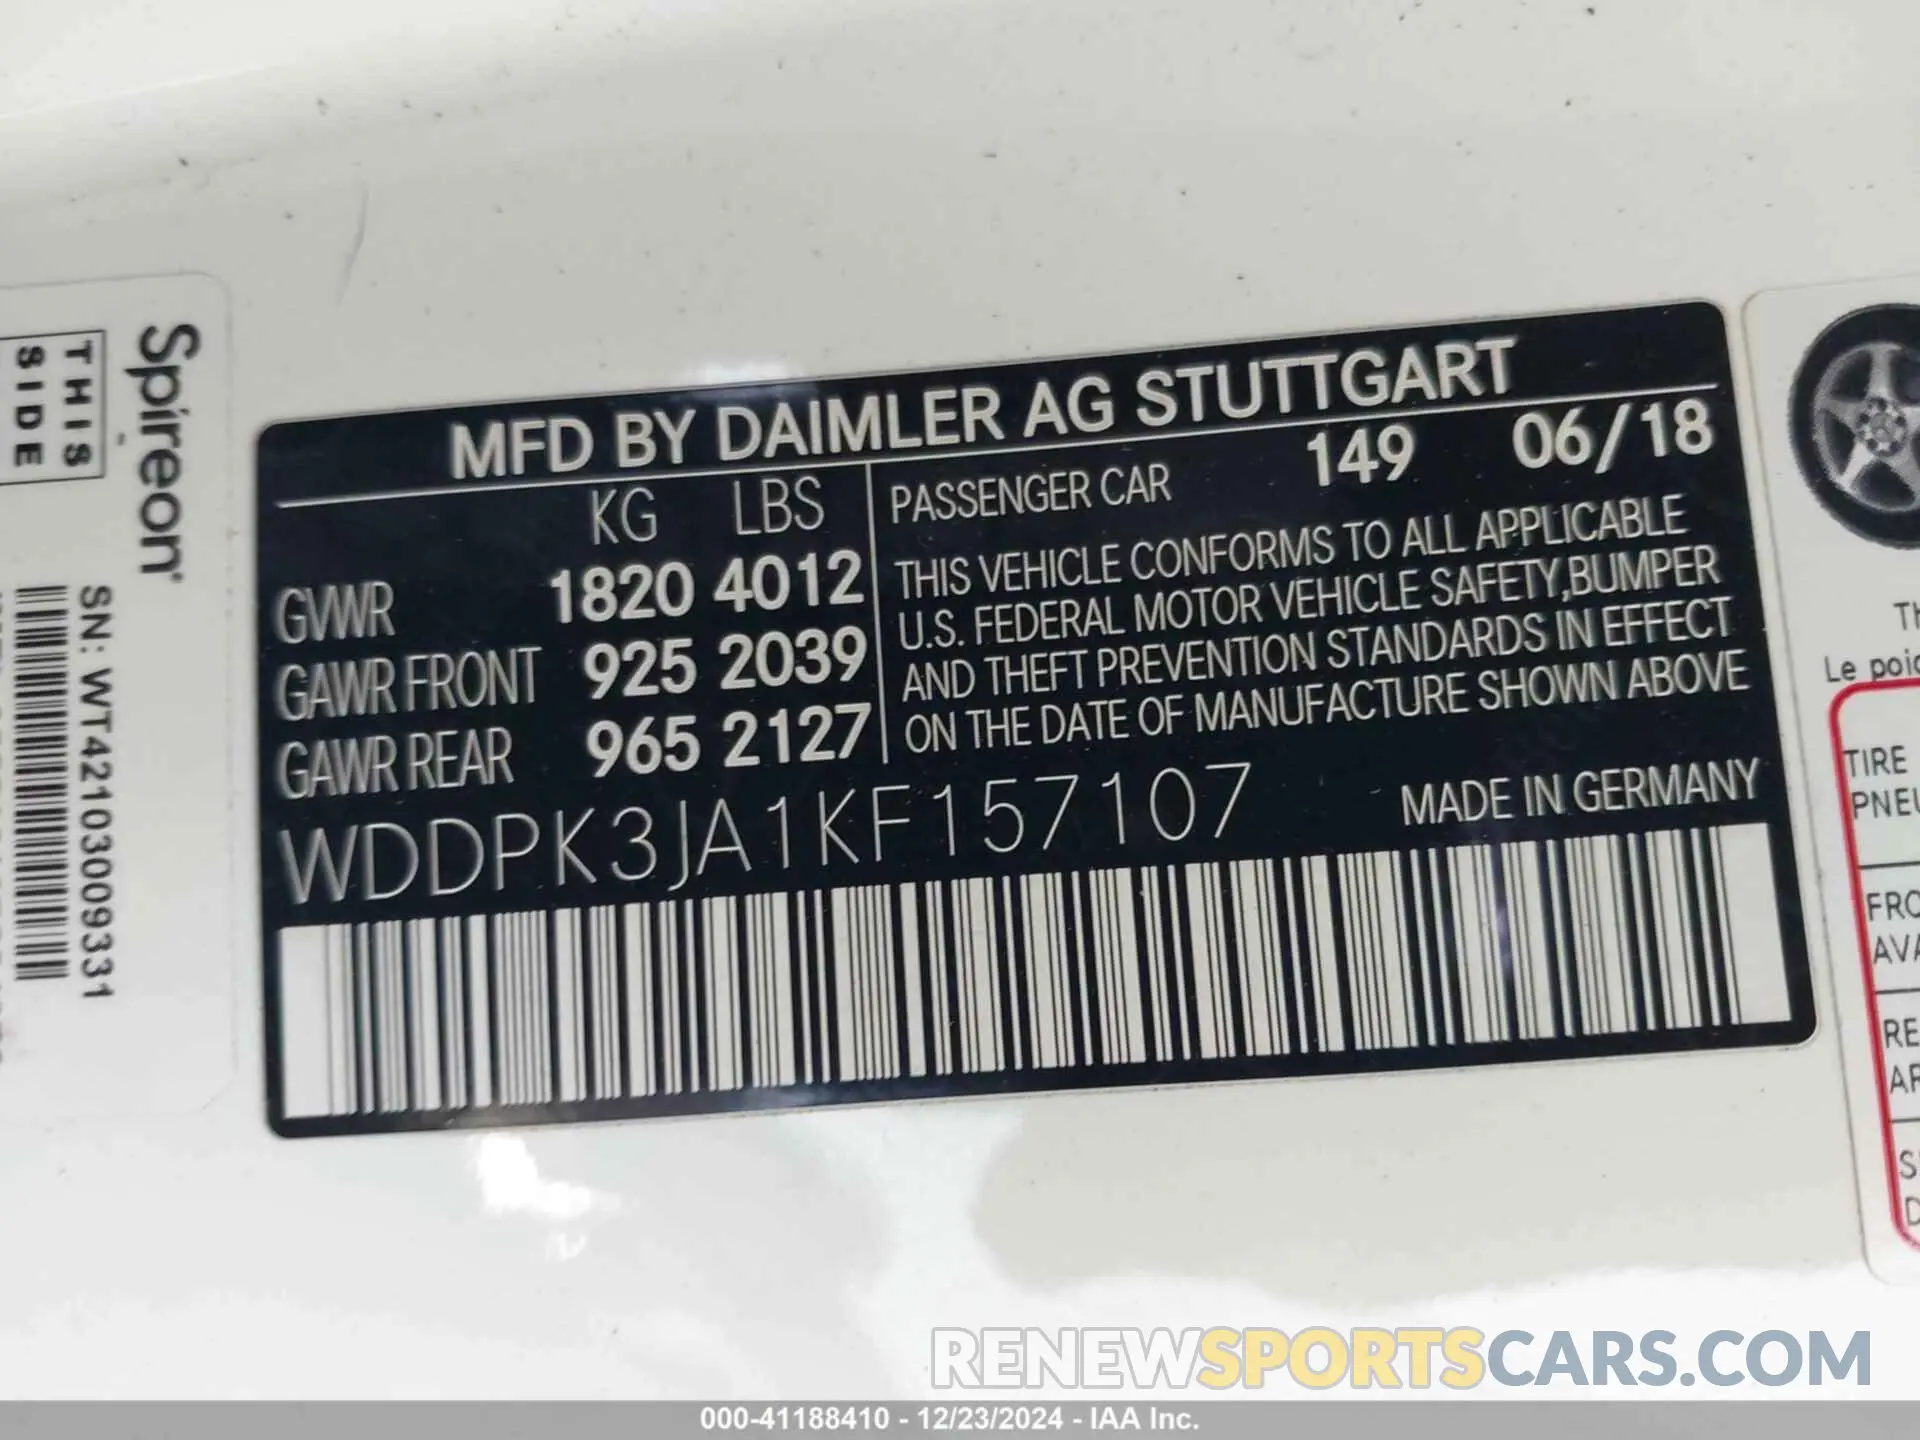 MFD BY DAIMLER AG STUTTGART
KG LBS
GVWR 1820 4012
GAWR FRONT 925 2039
GAWR REAR 965 2127
PASSENGER CAR 149 06/18
THIS VEHICLE CONFORMS TO ALL APPLICABLE
U.S. FEDERAL MOTOR VEHICLE SAFETY,BUMPER
AND THEFT PREVENTION STANDARDS IN EFFECT
ON THE DATE OF MANUFACTURE SHOWN ABOVE
WDDPK3JA1KF157107 MADE IN GERMANY
Spireon
THIS
SIDE
SN: WT42103009331
Le
TIRE
RENEWSPORTSCARS.COM
000-41188410 - 12/23/2024 - IAA Inc.